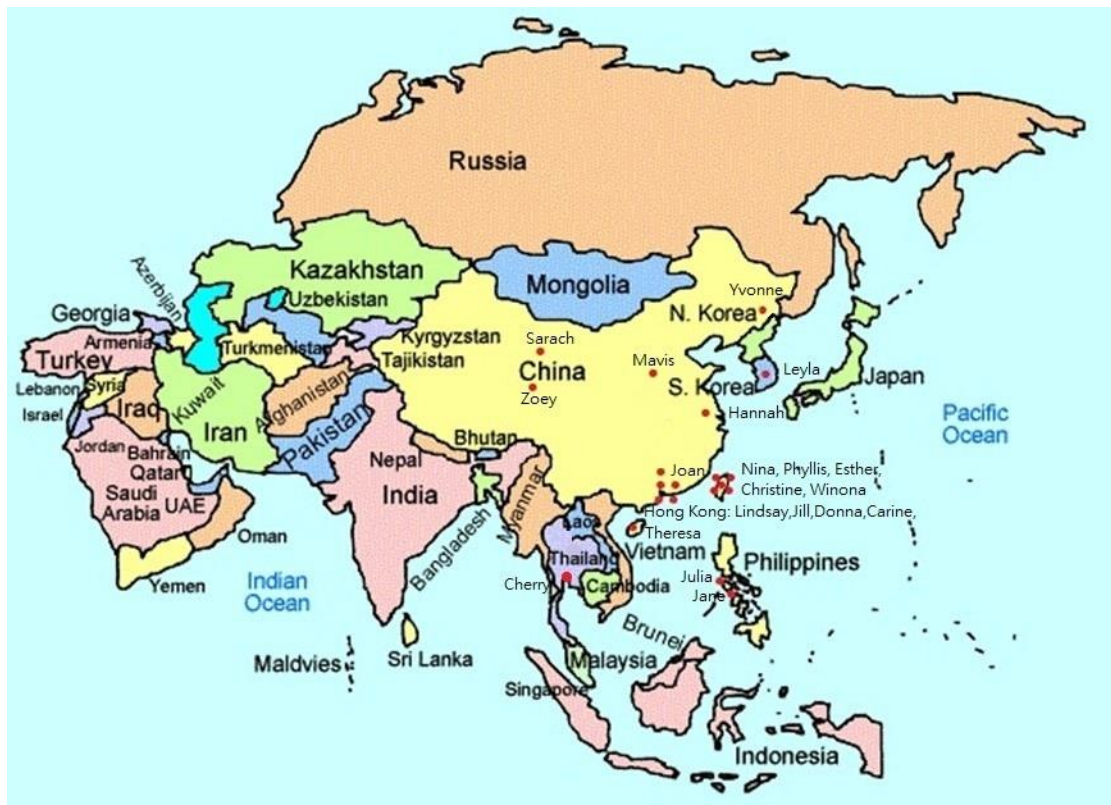 Russia
Kazakhstan
Mongolia
Azerbijan
Uzbekistan
Yvonne
Georgia
N. Korea
Armenia
Turkmenistan
Kyrgyzstan
Sarach
Turkey
Tajikistan
China
Mavis
S. Korea
Leyla
Japan
Lebanon
Syria
Kuwait
Afghanistan
Zoey
Hannah
Israel
Iraq
Iran
Pakistan
Pacific
Ocean
Jordan
Bahrain
Bhutan
Nepal
Qatar
Joan
Nina, Phyllis, Esther,
Christine, Winona
Saudi
Arabia
UAE
India
Myanmar
Hong Kong: Lindsay,Jill,Donna,Carine,
Theresa
Oman
Bangladesh
Laos
Vietnam
Thailand
Philippines
Yemen
Indian
Ocean
Cherry
Cambodia
Julia
Jane
Brunei
Maldvies
Sri Lanka
Malaysia
Singapore
Indonesia